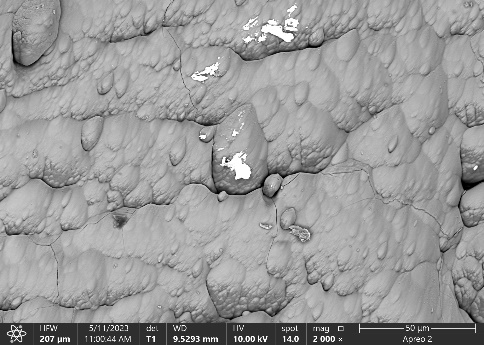 HFW 5/11/2023 det WD HV spot mag □ 50 µm
207 µm 11:00:44 AM T1 9.5293 mm 10.00 kV 14.0 2 000 × Apreo 2